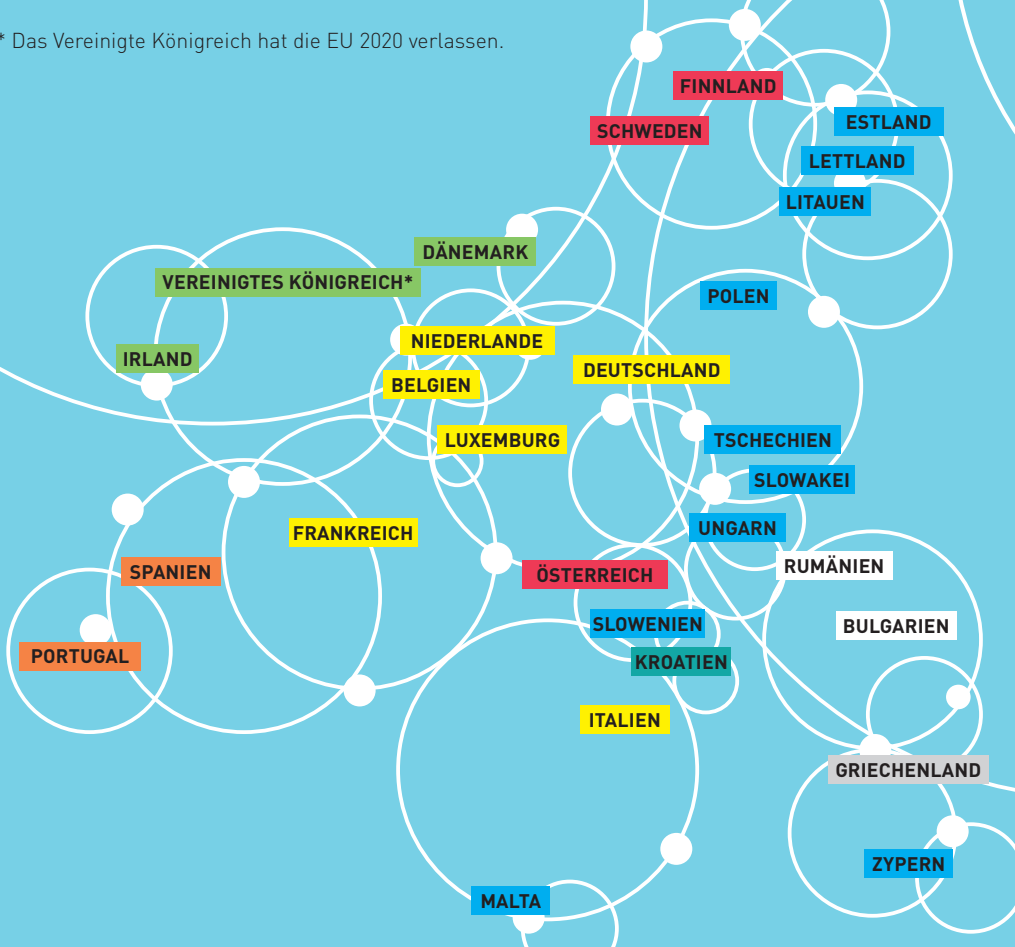 * Das Vereinigte Königreich hat die EU 2020 verlassen.
FINNLAND
SCHWEDEN
ESTLAND
LETTLAND
LITAUEN
DÄNEMARK
VEREINIGTES KÖNIGREICH*
POLEN
NIEDERLANDE
IRLAND
DEUTSCHLAND
BELGIEN
LUXEMBURG
TSCHECHIEN
SLOWAKEI
UNGARN
FRANKREICH
RUMÄNIEN
SPANIEN
ÖSTERREICH
SLOWENIEN
BULGARIEN
PORTUGAL
KROATIEN
ITALIEN
GRIECHENLAND
ZYPERN
MALTA